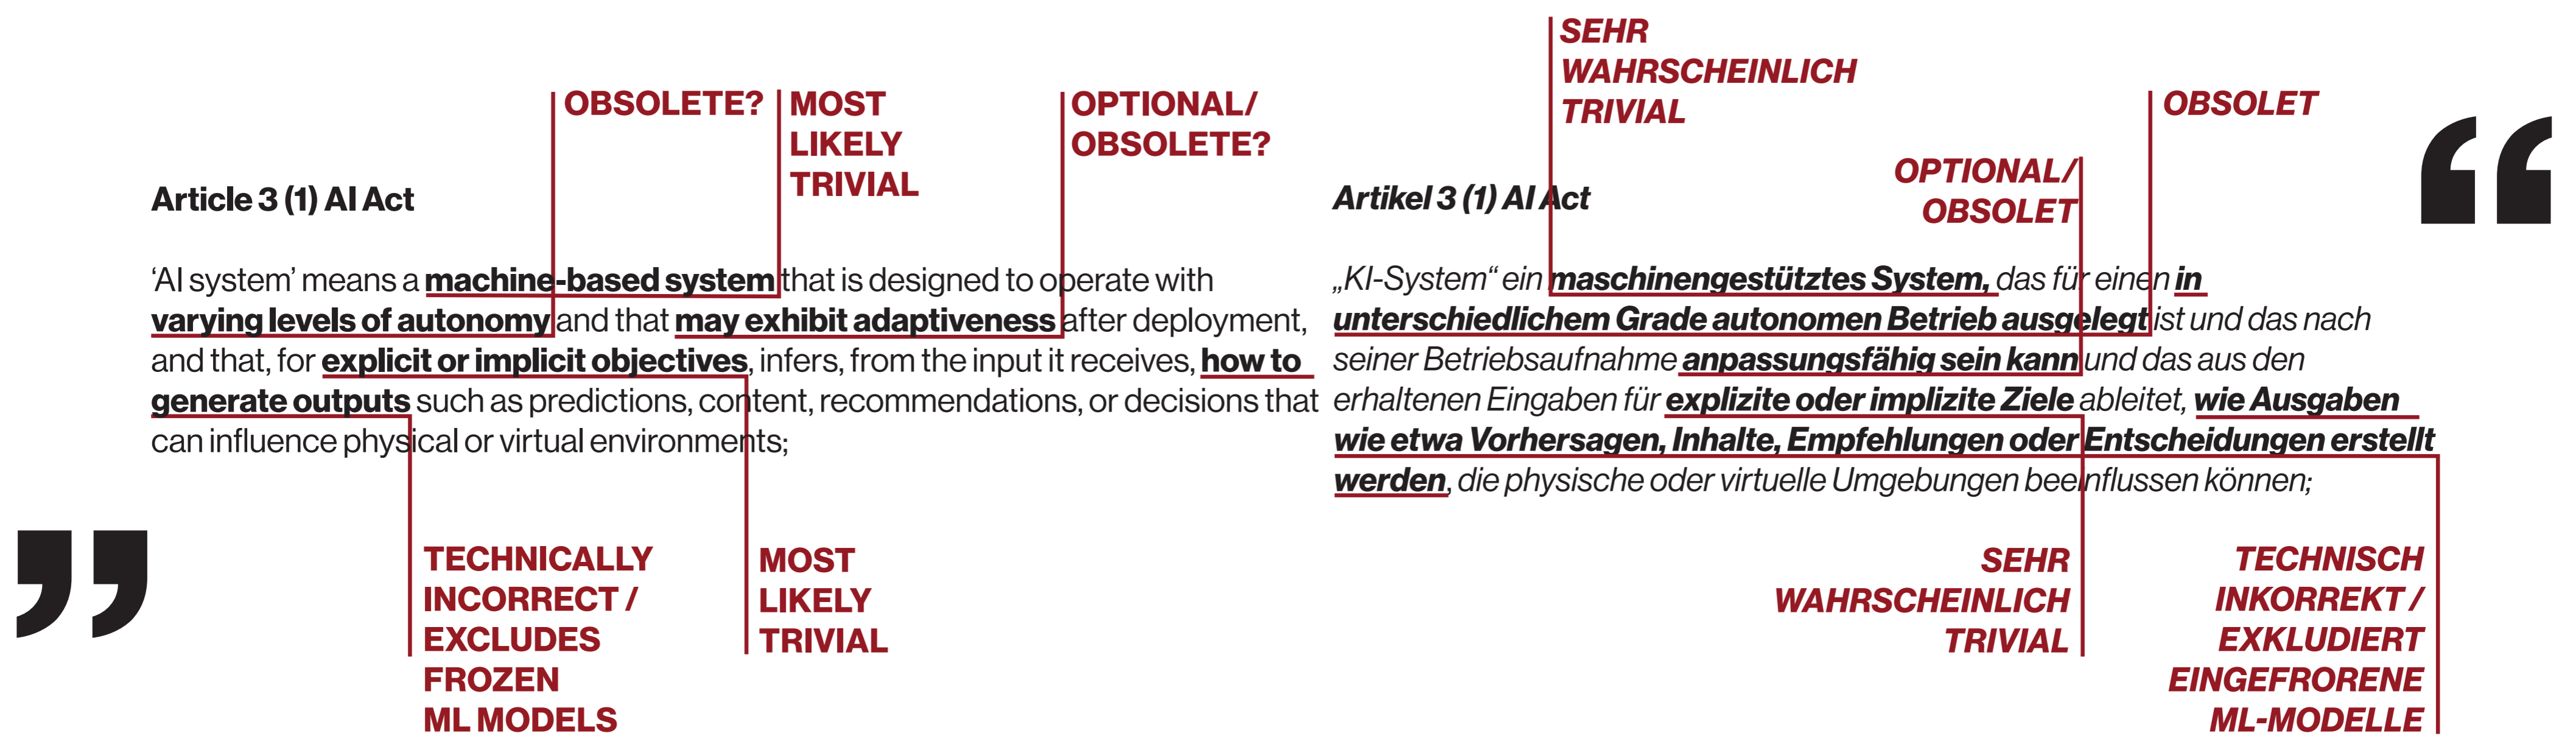 OBSOLETE?
MOST
LIKELY
TRIVIAL
OPTIONAL/
OBSOLETE?
Article 3 (1) AI Act
‘AI system’ means a machine-based system that is designed to operate with
varying levels of autonomy and that may exhibit adaptiveness after deployment,
and that, for explicit or implicit objectives, infers, from the input it receives, how to
generate outputs such as predictions, content, recommendations, or decisions that
can influence physical or virtual environments;
TECHNICALLY
INCORRECT /
EXCLUDES
FROZEN
ML MODELS
MOST
LIKELY
TRIVIAL
”
SEHR
WAHRSCHEINLICH
TRIVIAL
OPTIONAL/
OBSOLET
OBSOLET
“
Artikel 3 (1) AI Act
„KI-System“ ein maschinengestütztes System, das für einen in
unterschiedlichem Grade autonomen Betrieb ausgelegt ist und das nach
seiner Betriebsaufnahme anpassungsfähig sein kann und das aus den
erhaltenen Eingaben für explizite oder implizite Ziele ableitet, wie Ausgaben
wie etwa Vorhersagen, Inhalte, Empfehlungen oder Entscheidungen erstellt
werden, die physische oder virtuelle Umgebungen beeinflussen können;
SEHR
WAHRSCHEINLICH
TRIVIAL
TECHNISCH
INKORREKT /
EXKLUDIERT
EINGEFRORENE
ML-MODELLE